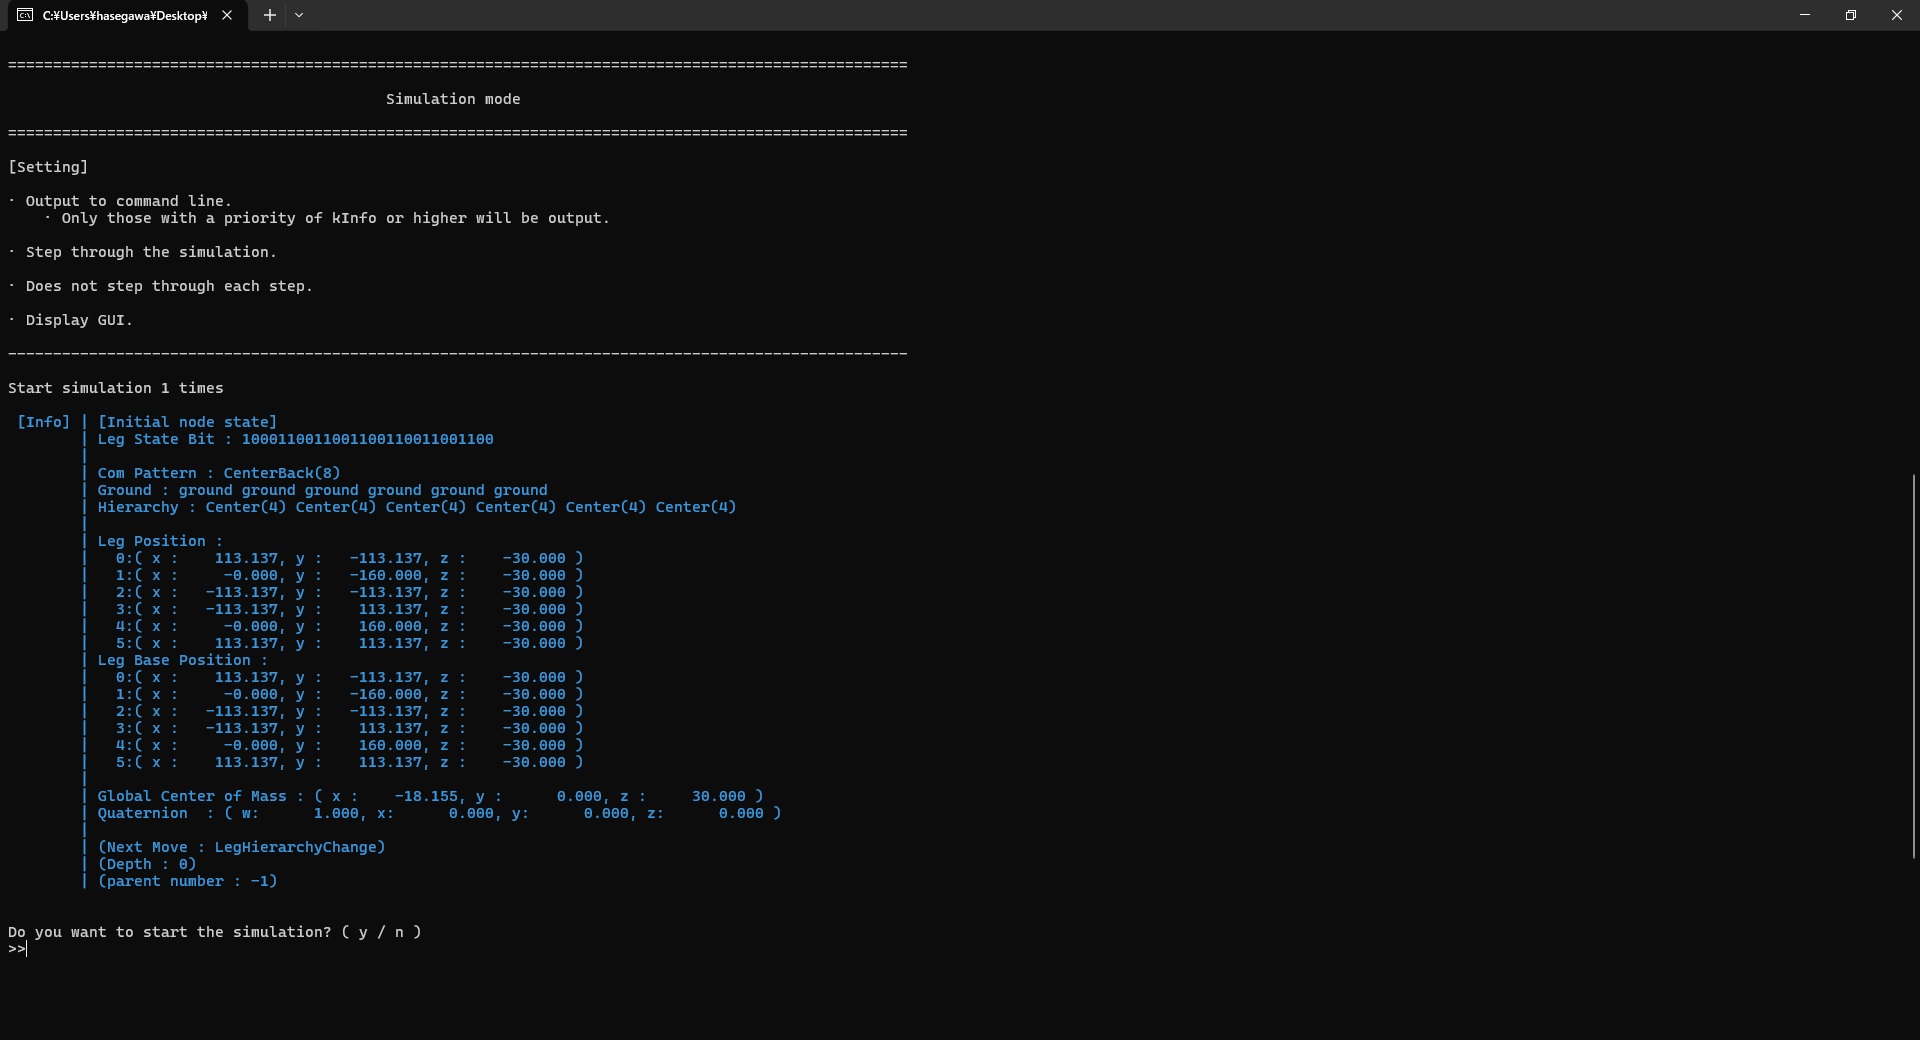 C:¥Users¥hasegawa¥Desktop¥
====================================================================================================
Simulation mode
====================================================================================================
[Setting]
· Output to command line.
· Only those with a priority of kInfo or higher will be output.
· Step through the simulation.
· Does not step through each step.
· Display GUI.
----------------------------------------------------------------------------------------------------
Start simulation 1 times
[Info] | [Initial node state]
| Leg State Bit : 1000110011001100110011001100
|
| Com Pattern : CenterBack(8)
| Ground : ground ground ground ground ground ground
| Hierarchy : Center(4) Center(4) Center(4) Center(4) Center(4) Center(4)
|
| Leg Position :
| 0:( x : 113.137, y : -113.137, z : -30.000 )
| 1:( x : -0.000, y : -160.000, z : -30.000 )
| 2:( x : -113.137, y : -113.137, z : -30.000 )
| 3:( x : -113.137, y : 113.137, z : -30.000 )
| 4:( x : -0.000, y : 160.000, z : -30.000 )
| 5:( x : 113.137, y : 113.137, z : -30.000 )
| Leg Base Position :
| 0:( x : 113.137, y : -113.137, z : -30.000 )
| 1:( x : -0.000, y : -160.000, z : -30.000 )
| 2:( x : -113.137, y : -113.137, z : -30.000 )
| 3:( x : -113.137, y : 113.137, z : -30.000 )
| 4:( x : -0.000, y : 160.000, z : -30.000 )
| 5:( x : 113.137, y : 113.137, z : -30.000 )
|
| Global Center of Mass : ( x : -18.155, y : 0.000, z : 30.000 )
| Quaternion : ( w: 1.000, x: 0.000, y: 0.000, z: 0.000 )
|
| (Next Move : LegHierarchyChange)
| (Depth : 0)
| (parent number : -1)
Do you want to start the simulation? ( y / n )
>>